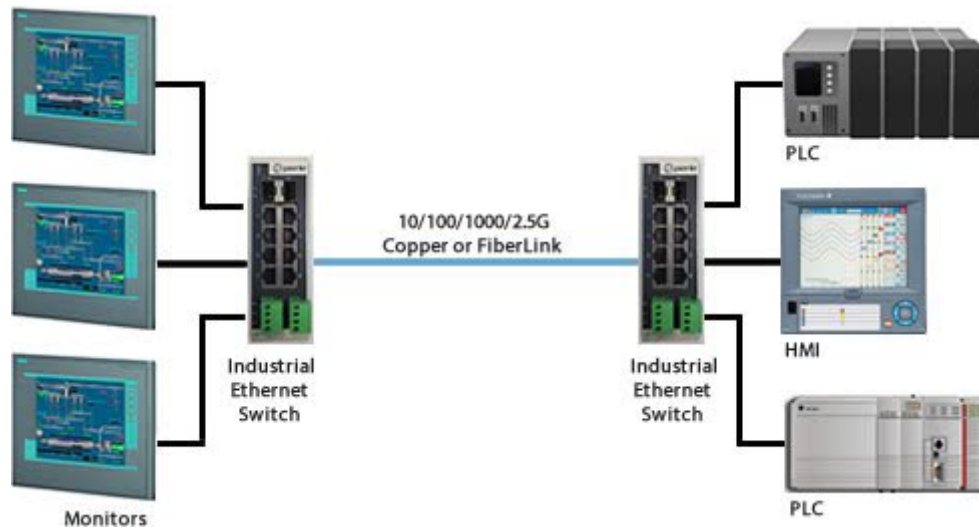 PLC
10/100/1000/2.5G
Copper or FiberLink
HMI
Industrial
Ethernet
Switch
Industrial
Ethernet
Switch
PLC
Monitors